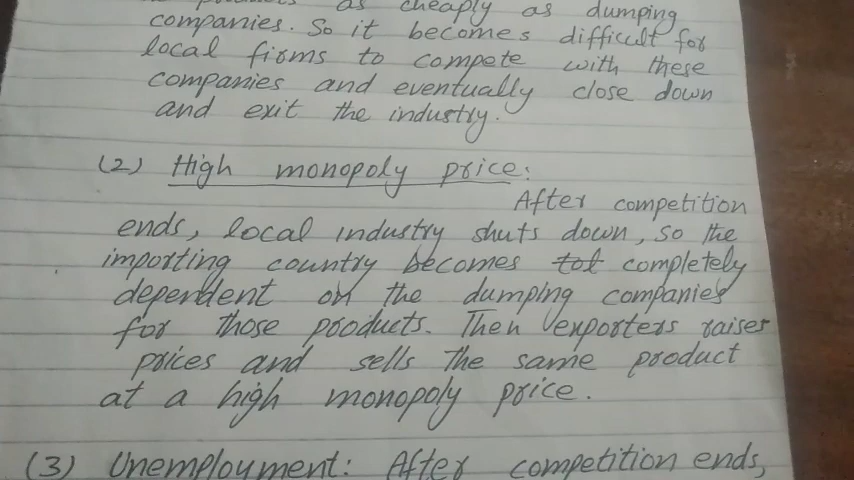 products as cheaply as dumping
companies. So it becomes difficult for
local firms to compete with these
companies and eventually close down
and exit the industry.
(2) High monopoly price:
After competition
ends, local industry shuts down, so the
importing country becomes tot completely
dependent on the dumping companies
for those products. Then exporters raises
prices and sells the same product
at a high monopoly price.
(3) Unemployment: After competition ends,